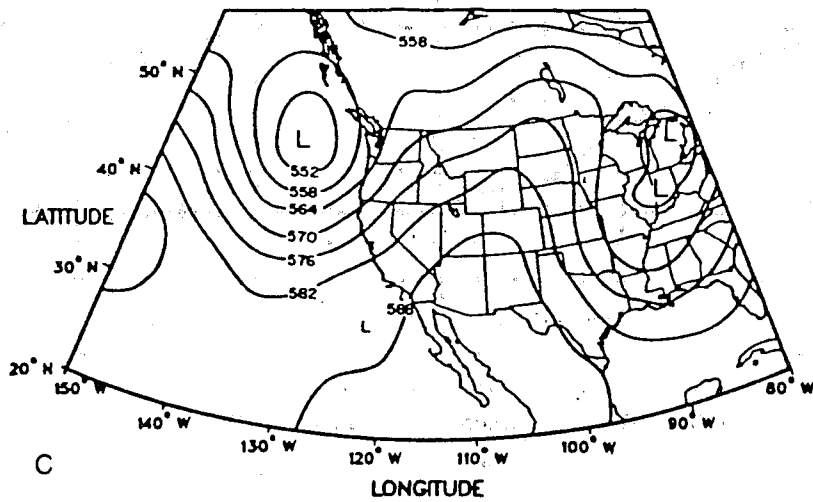 558
50° N
L
L
552
40° N
558
L
564
LATITUDE
570
576
30° N
582
588
L
20° N
150° W
80° W
140° W
90° W
130° W
120° W
110° W
100° W
C
LONGITUDE